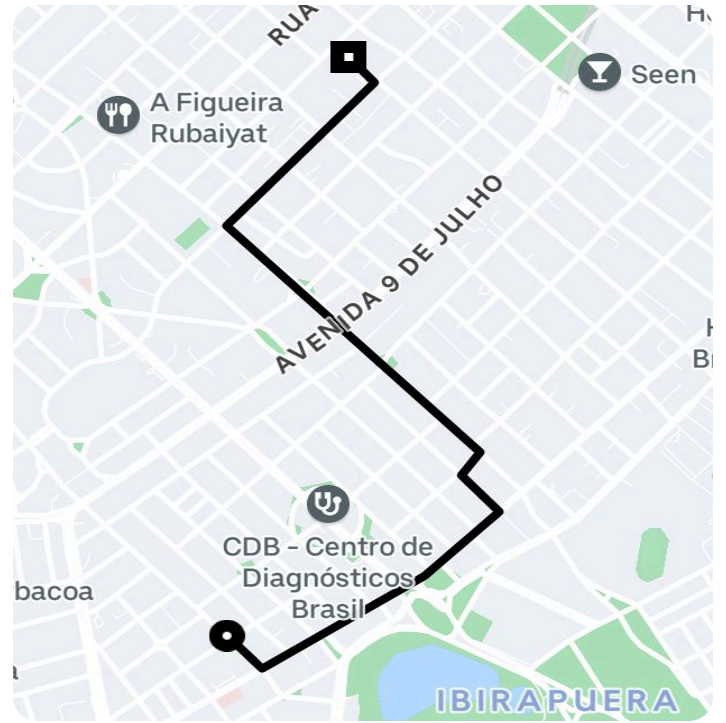 RUA
Seen
A Figueira
Rubaiyat
AVENIDA 9 DE JULHO
CDB - Centro de
Diagnósticos
Brasil
bacoa
IBIRAPUERA